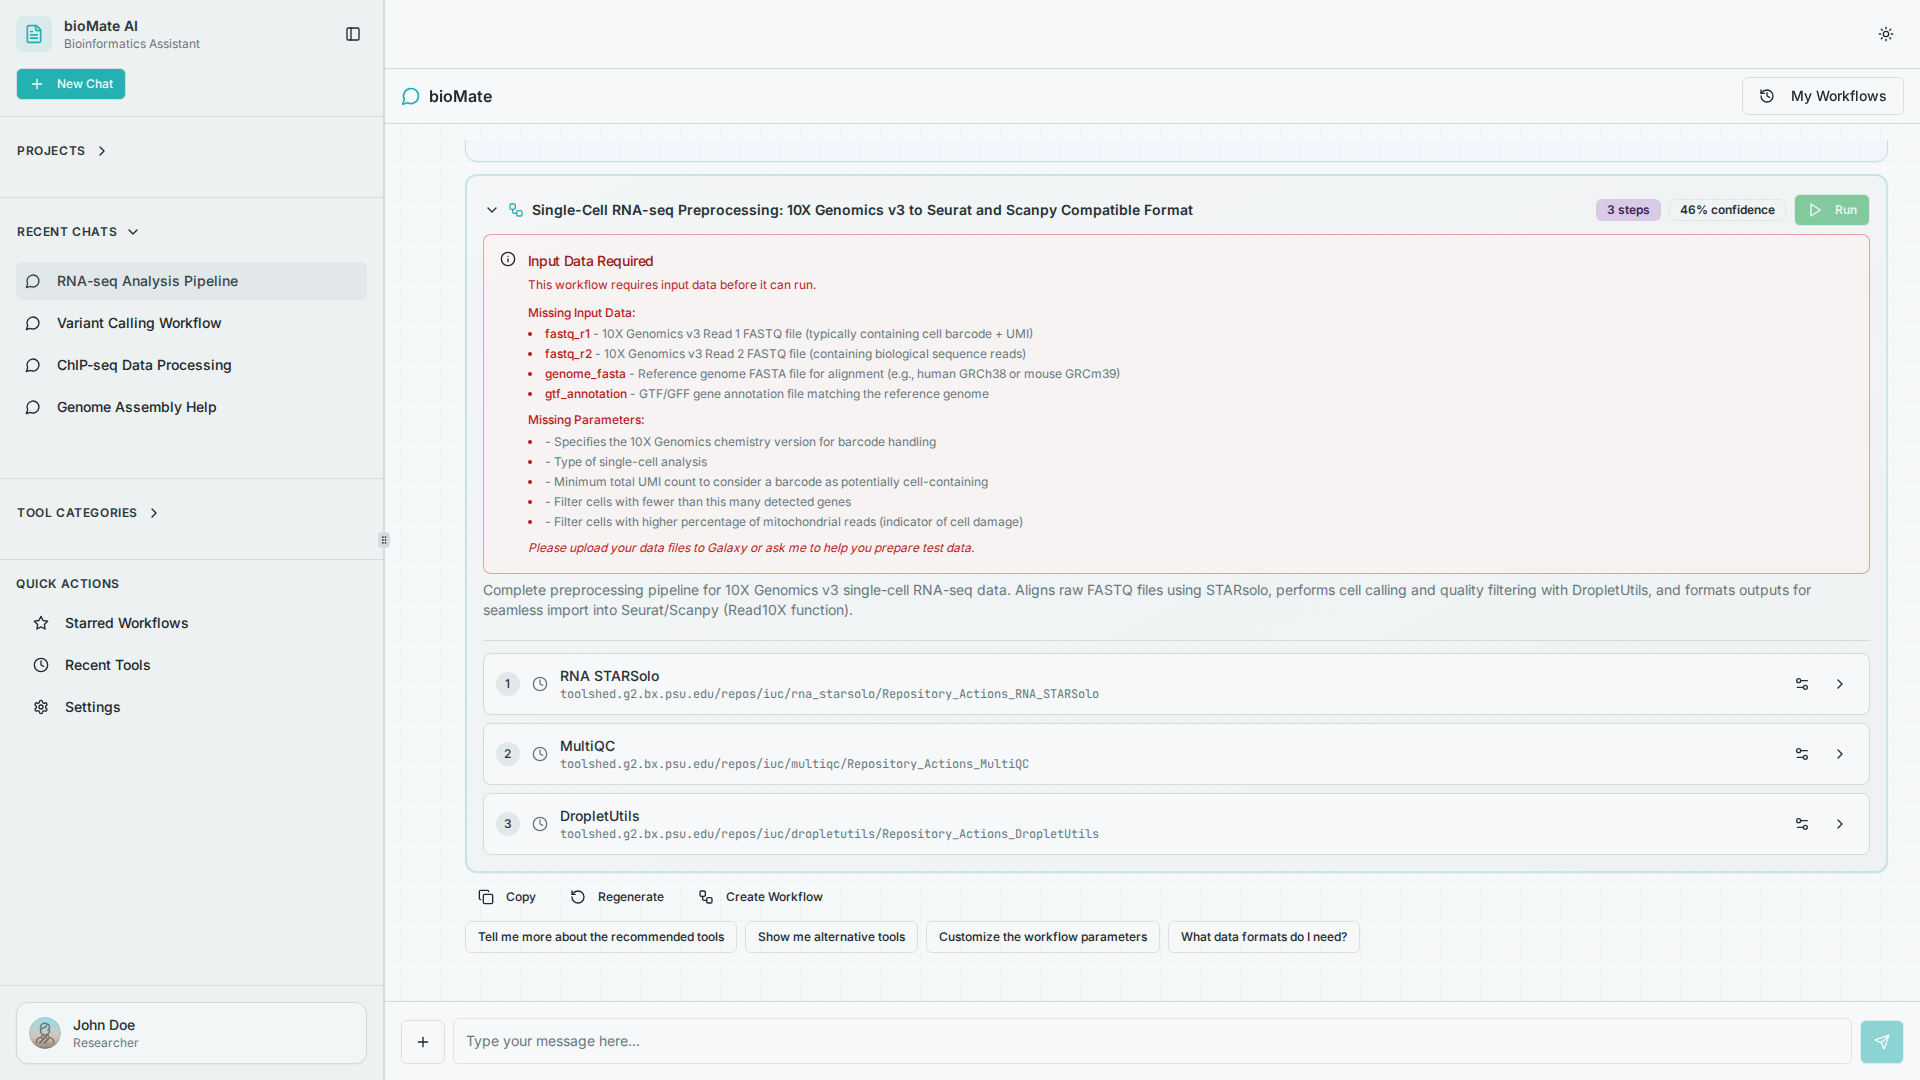 bioMate AI
Bioinformatics Assistant
New Chat
PROJECTS
RECENT CHATS
RNA-seq Analysis Pipeline
Variant Calling Workflow
ChIP-seq Data Processing
Genome Assembly Help
TOOL CATEGORIES
QUICK ACTIONS
Starred Workflows
Recent Tools
Settings
John Doe
Researcher
bioMate
My Workflows
Single-Cell RNA-seq Preprocessing: 10X Genomics v3 to Seurat and Scanpy Compatible Format
3 steps
46% confidence
Run
Input Data Required
This workflow requires input data before it can run.
Missing Input Data:
• fastq_r1 - 10X Genomics v3 Read 1 FASTQ file (typically containing cell barcode + UMI)
• fastq_r2 - 10X Genomics v3 Read 2 FASTQ file (containing biological sequence reads)
• genome_fasta - Reference genome FASTA file for alignment (e.g., human GRCh38 or mouse GRCm39)
• gtf_annotation - GTF/GFF gene annotation file matching the reference genome
Missing Parameters:
• - Specifies the 10X Genomics chemistry version for barcode handling
• - Type of single-cell analysis
• - Minimum total UMI count to consider a barcode as potentially cell-containing
• - Filter cells with fewer than this many detected genes
• - Filter cells with higher percentage of mitochondrial reads (indicator of cell damage)
Please upload your data files to Galaxy or ask me to help you prepare test data.
Complete preprocessing pipeline for 10X Genomics v3 single-cell RNA-seq data. Aligns raw FASTQ files using STARsolo, performs cell calling and quality filtering with DropletUtils, and formats outputs for
seamless import into Seurat/Scanpy (Read10X function).
1
RNA STARSolo
toolshed.g2.bx.psu.edu/repos/iuc/rna_starsolo/Repository_Actions_RNA_STARSolo
2
MultiQC
toolshed.g2.bx.psu.edu/repos/iuc/multiqc/Repository_Actions_MultiQC
3
DropletUtils
toolshed.g2.bx.psu.edu/repos/iuc/dropletutils/Repository_Actions_DropletUtils
Copy
Regenerate
Create Workflow
Tell me more about the recommended tools
Show me alternative tools
Customize the workflow parameters
What data formats do I need?
Type your message here...